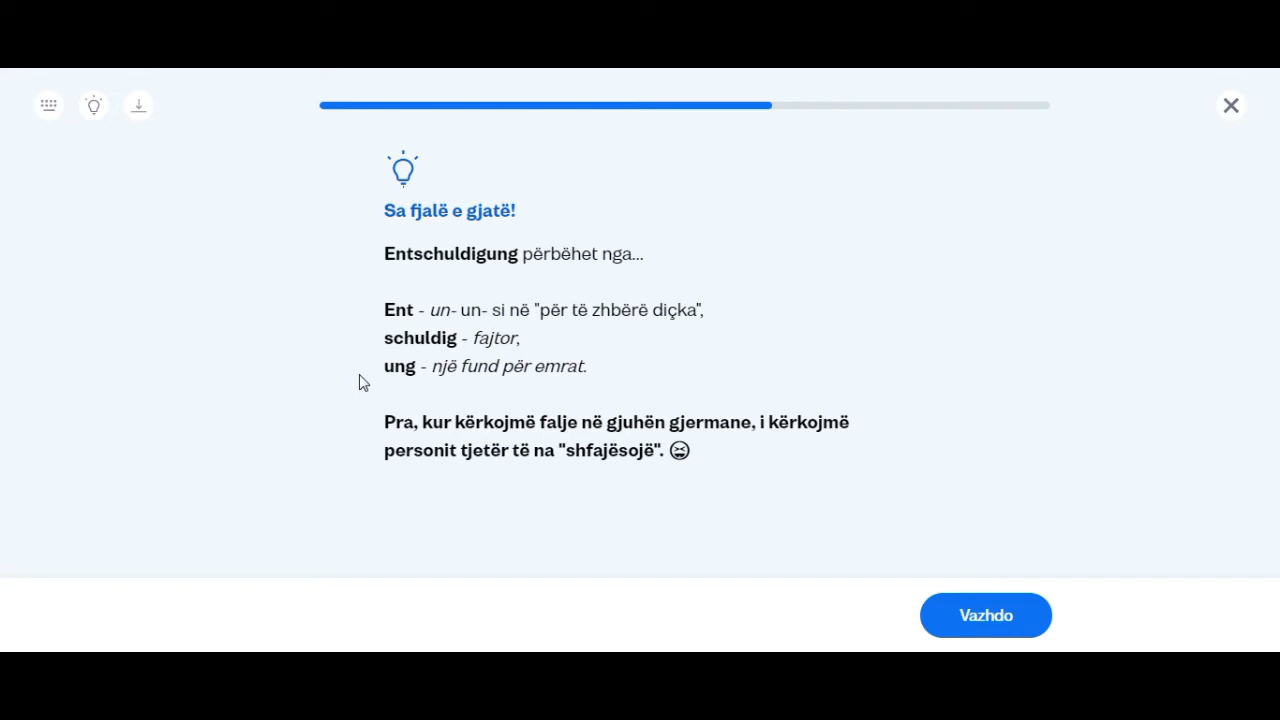 Sa fjalë e gjatë!
Entschuldigung përbëhet nga...
Ent - un- un- si në "për të zhbërë diçka",
schuldig - fajtor,
ung - një fund për emrat.
Pra, kur kërkojmë falje në gjuhën gjermane, i kërkojmë
personit tjetër të na "shfajësojë". 😝
Vazhdo